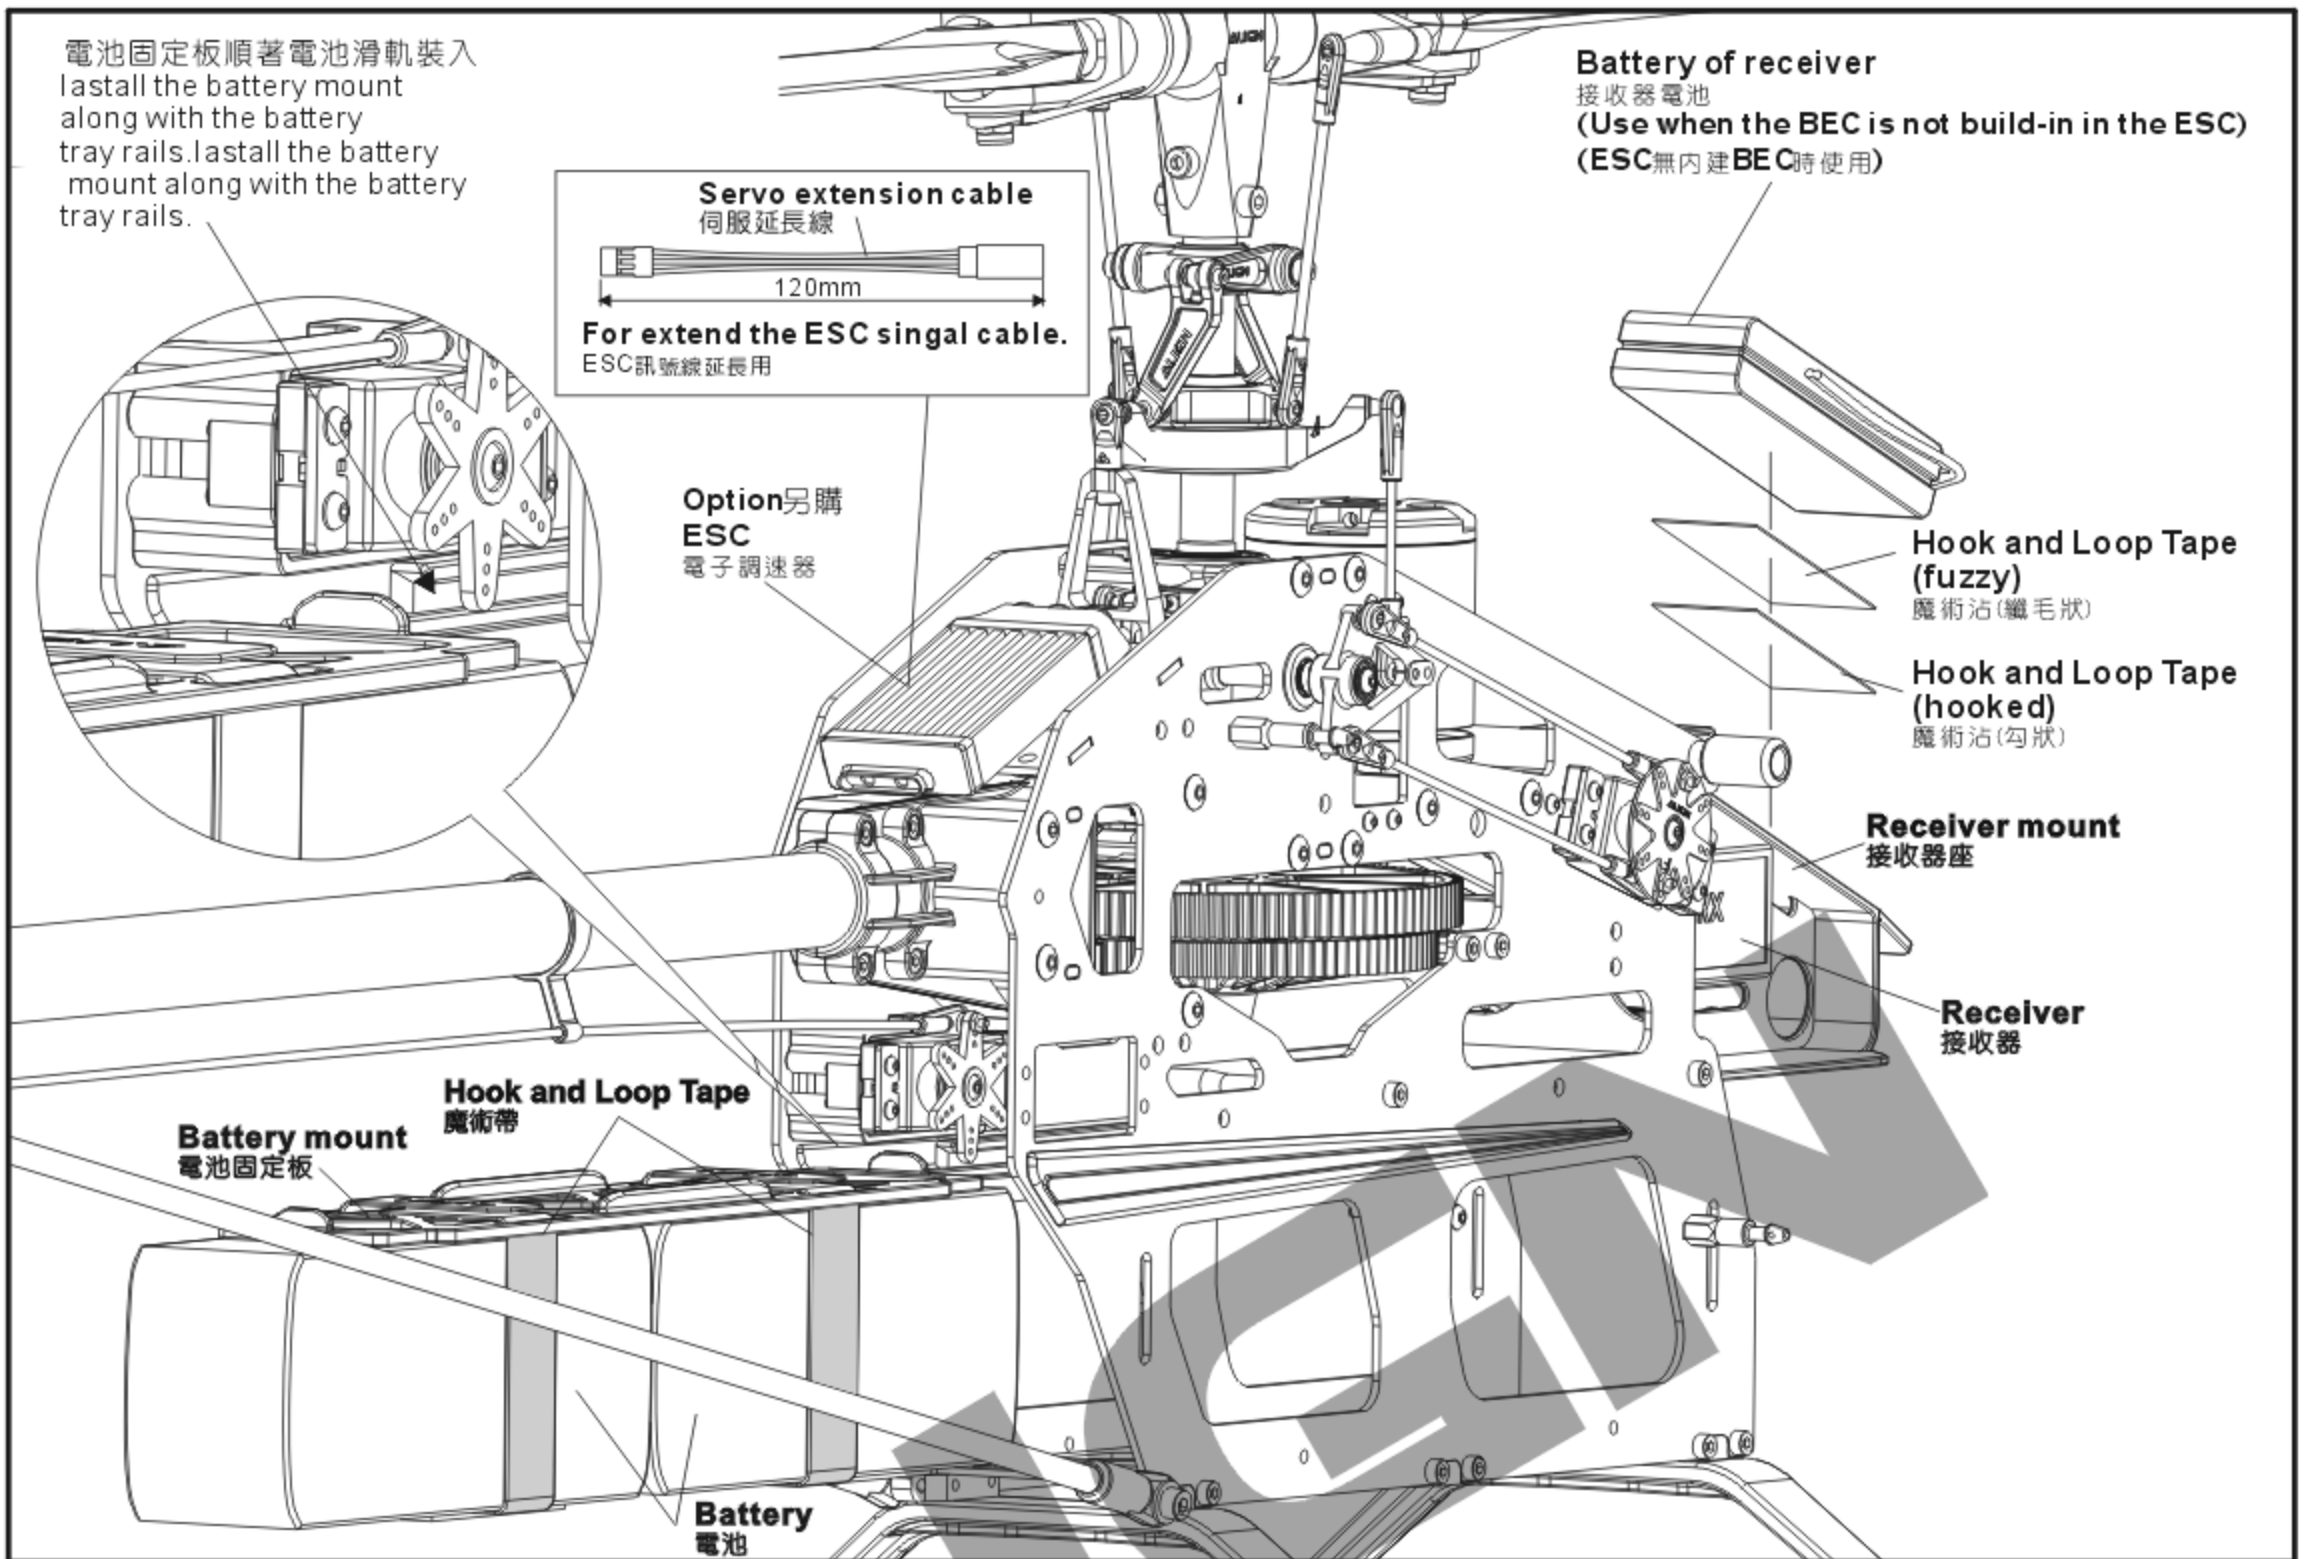 電池固定板順著電池滑軌裝入
Iastall the battery mount
along with the battery
tray rails.Iastall the battery
mount along with the battery
tray rails.
Servo extension cable
伺服延長線
120mm
For extend the ESC singal cable.
ESC訊號線延長用
Battery of receiver
接收器電池
(Use when the BEC is not build-in in the ESC)
(ESC無內建BEC時使用)
ALIGN
ALIGN
ALIGN
Option另購
ESC
電子調速器
Hook and Loop Tape
(fuzzy)
魔術沾(纖毛狀)
Hook and Loop Tape
(hooked)
魔術沾(勾狀)
Receiver mount
接收器座
Receiver
接收器
Hook and Loop Tape
魔術帶
Battery mount
電池固定板
Battery
電池